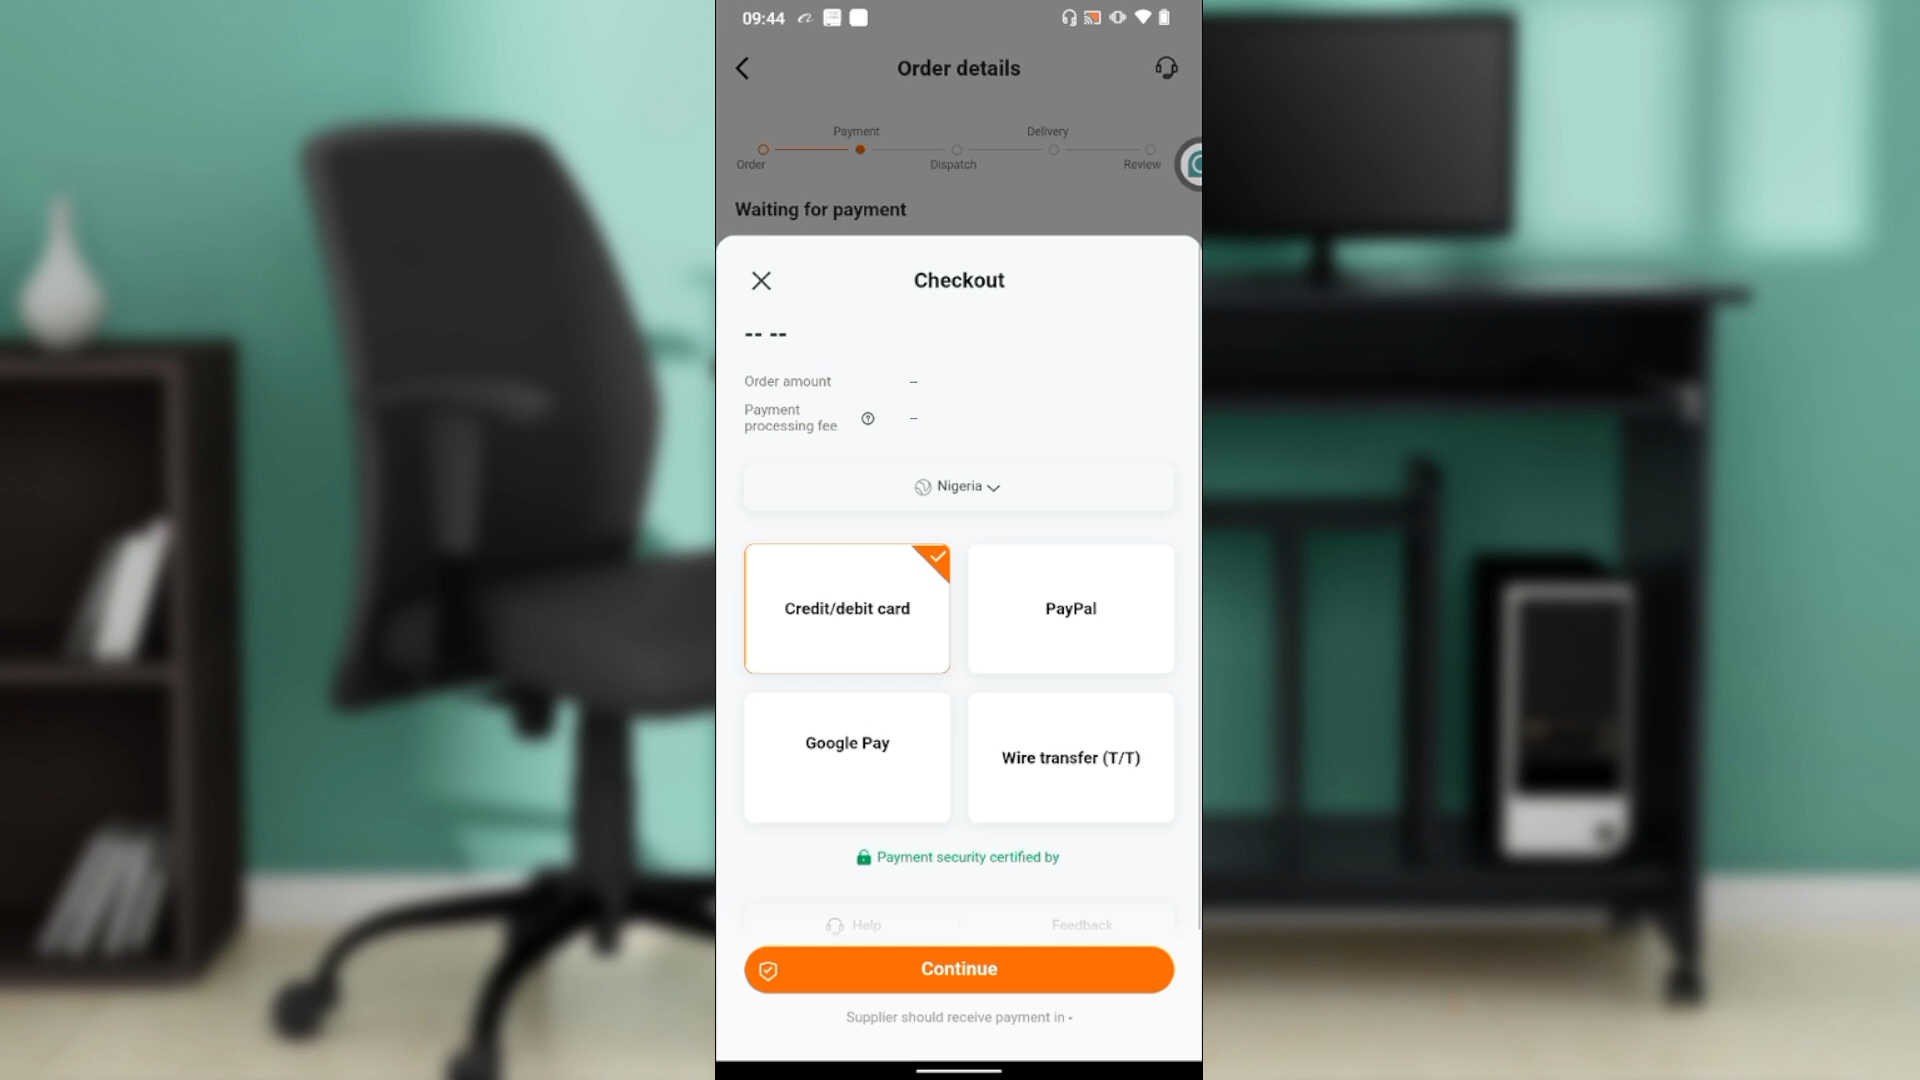 09:44
Order details
Payment
Delivery
Order
Dispatch
Review
Waiting for payment
Checkout
-- --
Order amount --
Payment
processing fee --
Nigeria
Credit/debit card
PayPal
Google Pay
Wire transfer (T/T)
Payment security certified by
Help
Feedback
Continue
Supplier should receive payment in -